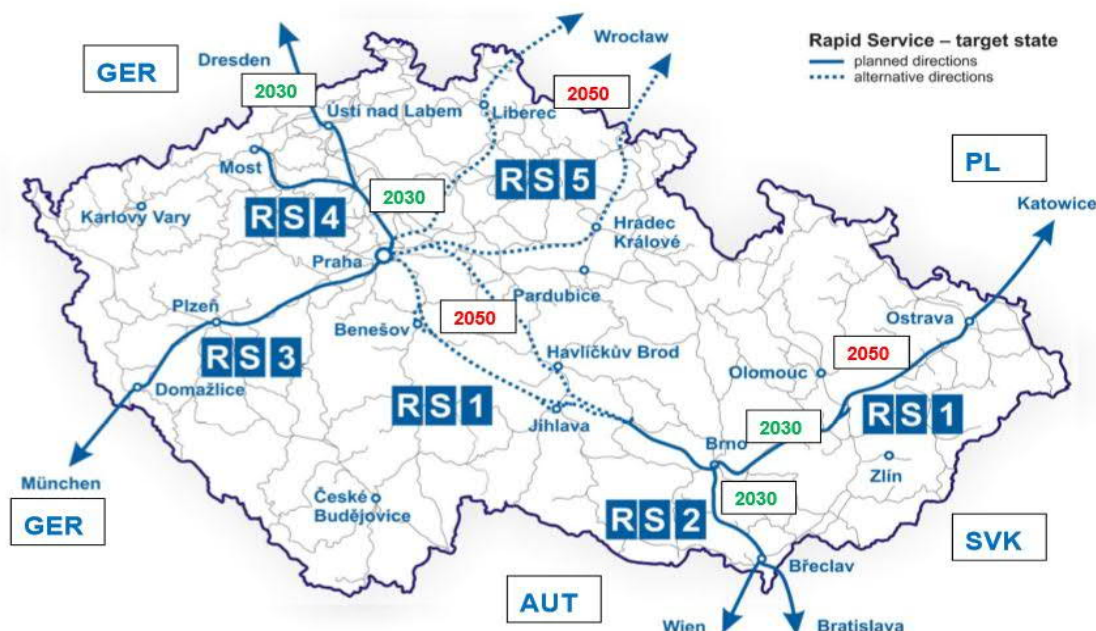 Dresden
Wrocław
Rapid Service – target state
planned directions
alternative directions
GER
2030
2050
Ústí nad Labem
Liberec
Most
PL
RS 5
Karlovy Vary
2030
RS 4
Katowice
Hradec
Králové
Praha
Plzeň
Pardubice
2050
Benešov
Ostrava
RS 3
Havlíčkův Brod
2050
Olomouc
Domažlice
RS 1
RS 1
Jihlava
2030
Brno
Zlín
München
2030
České
Budějovice
GER
RS 2
SVK
Břeclav
AUT
Wien
Bratislava